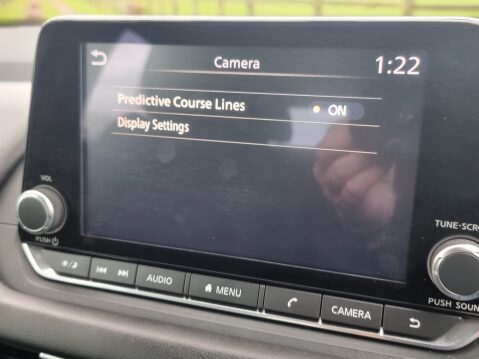 Camera
1:22
Predictive Course Lines ON
Display Settings
VOL
PUSH
TUNE-SCR
AUDIO
MENU
CAMERA
PUSH SOUN